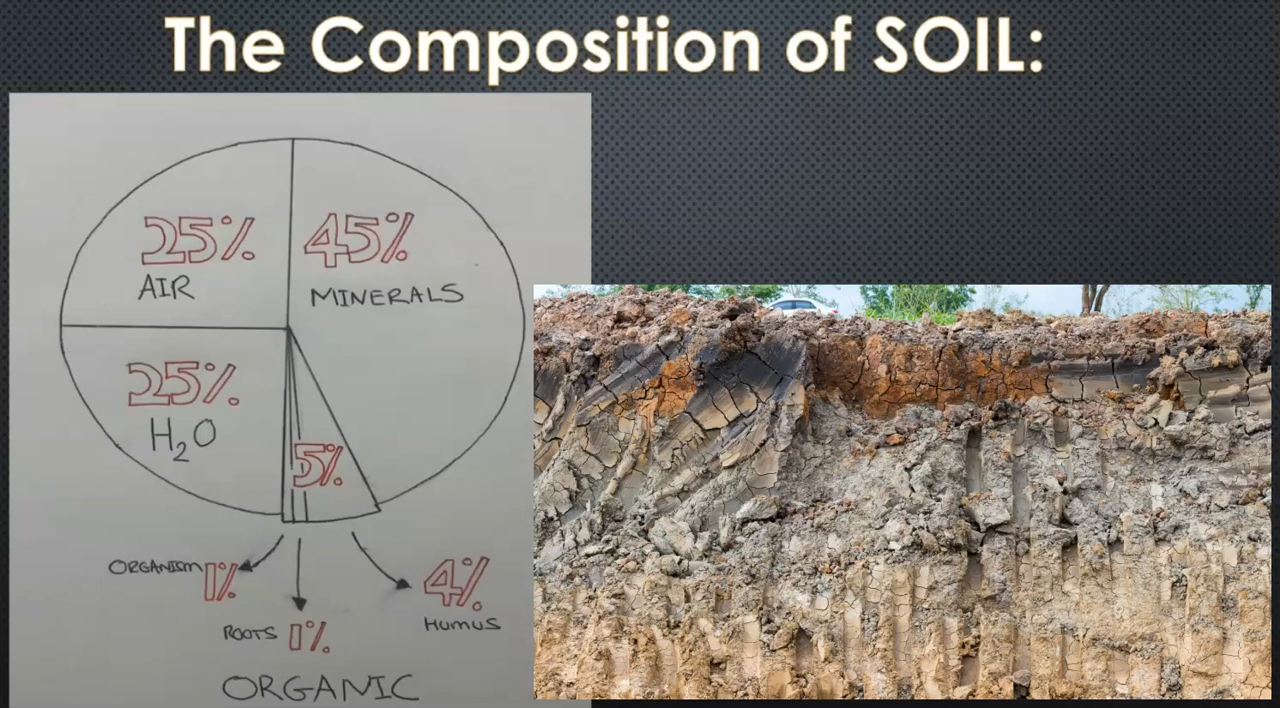 The Composition of SOIL:
25%
AIR
45%
MINERALS
25%
H₂O
5%
ORGANISM 1%
ROOTS 1%
4%
HUMUS
ORGANIC